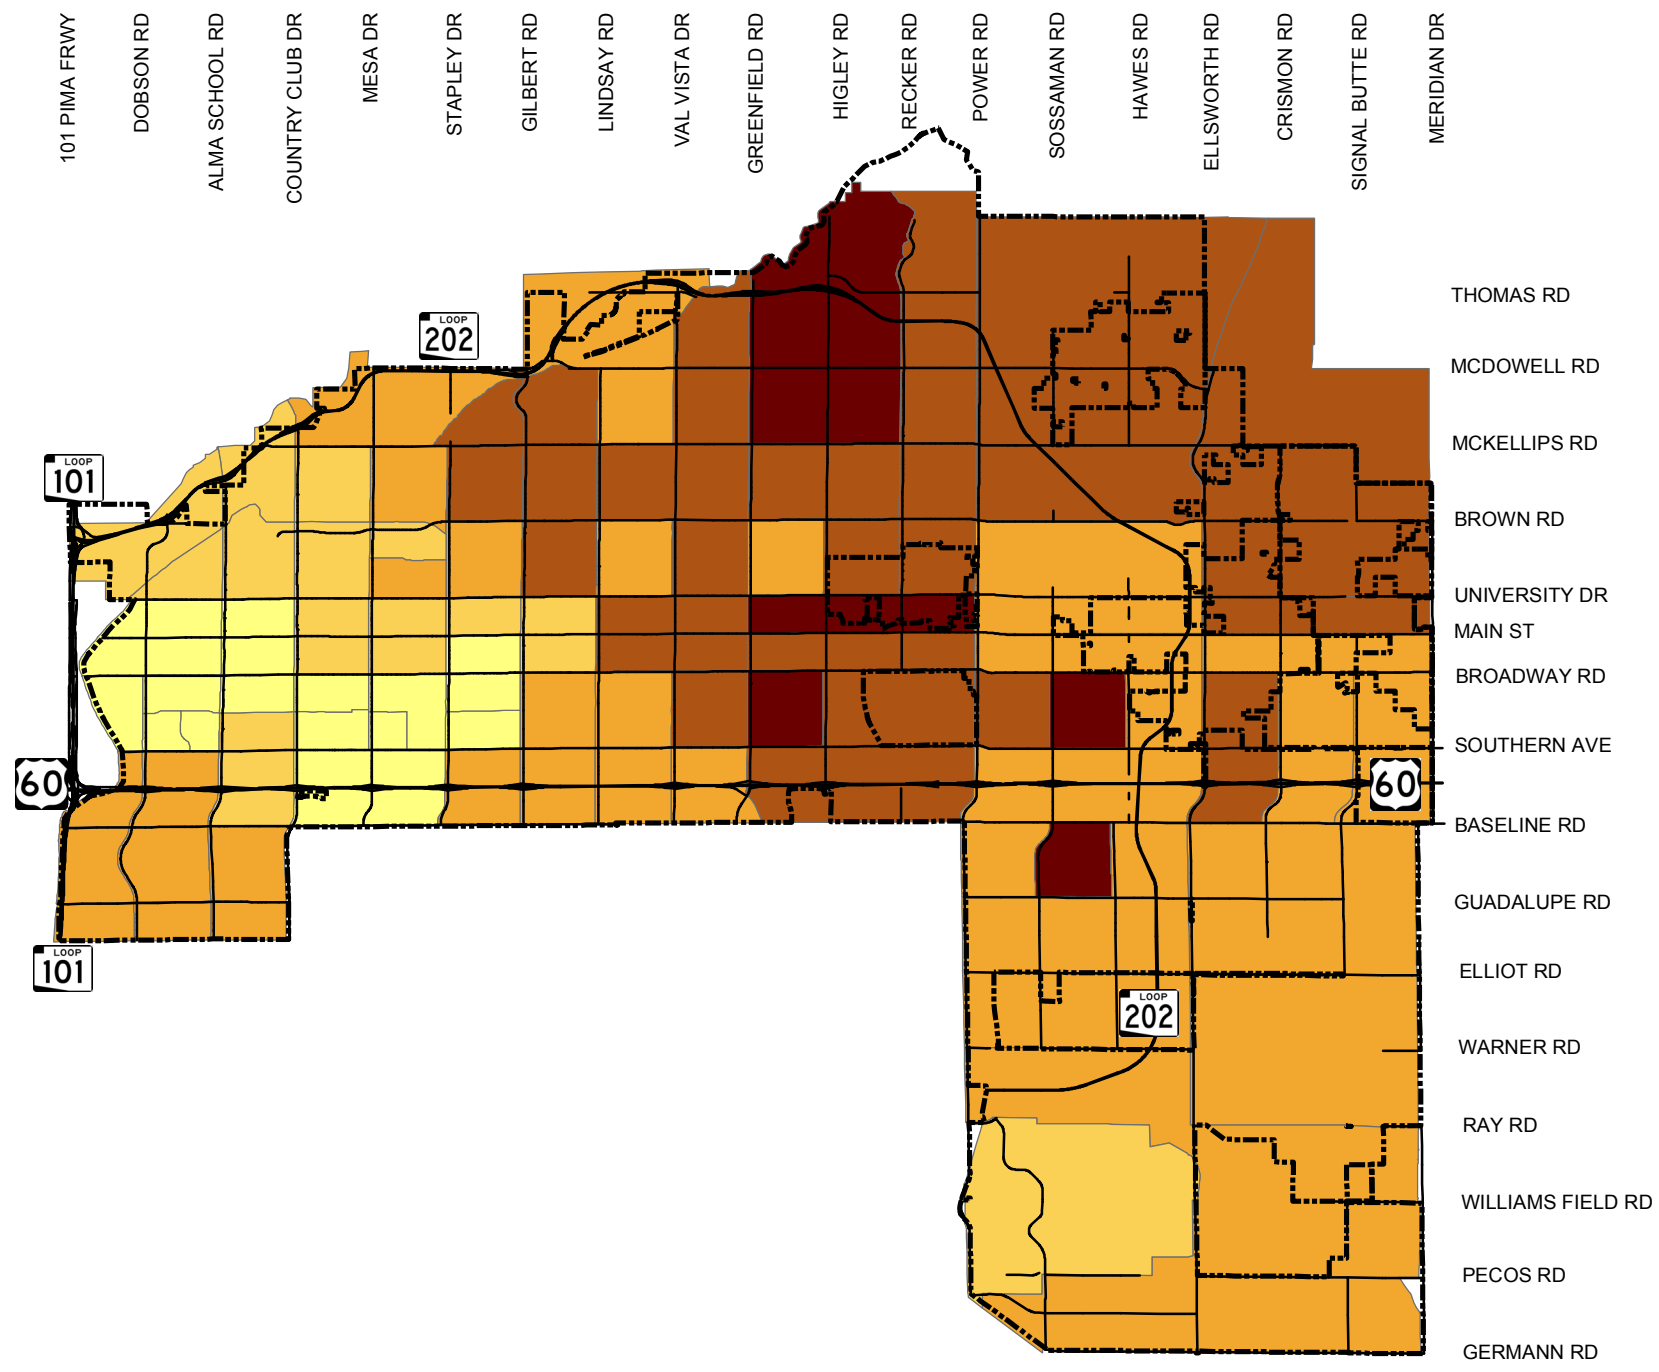 101 PIMA FRWY
DOBSON RD
ALMA SCHOOL RD
COUNTRY CLUB DR
MESA DR
STAPLEY DR
GILBERT RD
LINDSAY RD
VAL VISTA DR
GREENFIELD RD
HIGLEY RD
RECKER RD
POWER RD
SOSSAMAN RD
HAWES RD
ELLSWORTH RD
CRISMON RD
SIGNAL BUTTE RD
MERIDIAN DR
THOMAS RD
LOOP
202
MCDOWELL RD
MCKELLIPS RD
LOOP
101
BROWN RD
UNIVERSITY DR
MAIN ST
BROADWAY RD
SOUTHERN AVE
60
60
BASELINE RD
GUADALUPE RD
LOOP
101
ELLIOT RD
LOOP
202
WARNER RD
RAY RD
WILLIAMS FIELD RD
PECOS RD
GERMANN RD